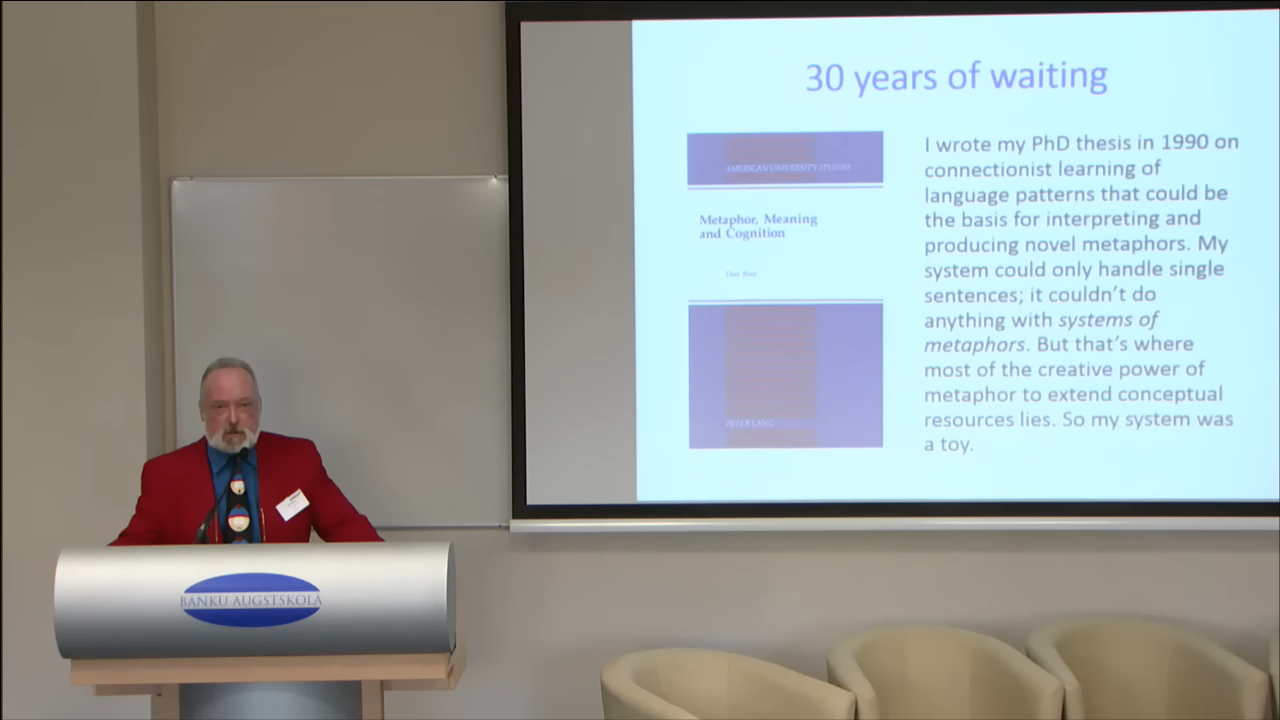 30 years of waiting
AMERICAN UNIVERSITY STUDIES
Metaphor, Meaning
and Cognition
PETER LANG
I wrote my PhD thesis in 1990 on
connectionist learning of
language patterns that could be
the basis for interpreting and
producing novel metaphors. My
system could only handle single
sentences; it couldn't do
anything with systems of
metaphors. But that's where
most of the creative power of
metaphor to extend conceptual
resources lies. So my system was
a toy.
BANKU AUGSTSKOLA